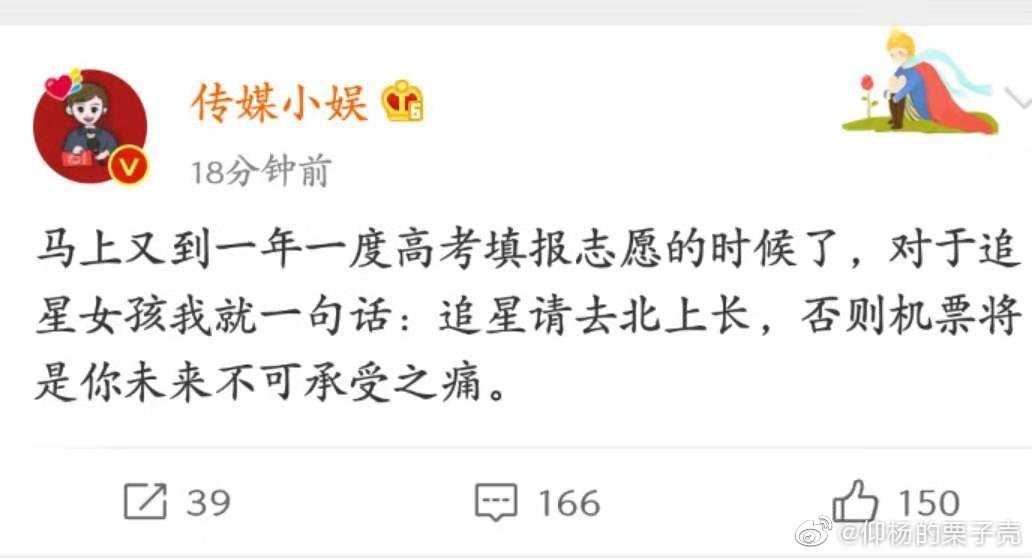 传媒小娱
18分钟前
马上又到一年一度高考填报志愿的时候了，对于追
星女孩我就一句话：追星请去北上长，否则机票将
是你未来不可承受之痛。
39 166 150
@仰杨的栗子壳